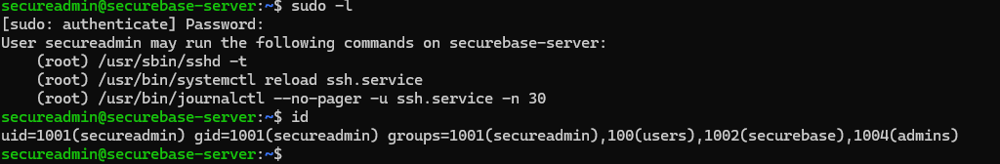 secureadmin@securebase-server:~$ sudo -l
[sudo: authenticate] Password:
User secureadmin may run the following commands on securebase-server:
    (root) /usr/sbin/sshd -t
    (root) /usr/bin/systemctl reload ssh.service
    (root) /usr/bin/journalctl --no-pager -u ssh.service -n 30
secureadmin@securebase-server:~$ id
uid=1001(secureadmin) gid=1001(secureadmin) groups=1001(secureadmin),100(users),1002(securebase),1004(admins)
secureadmin@securebase-server:~$